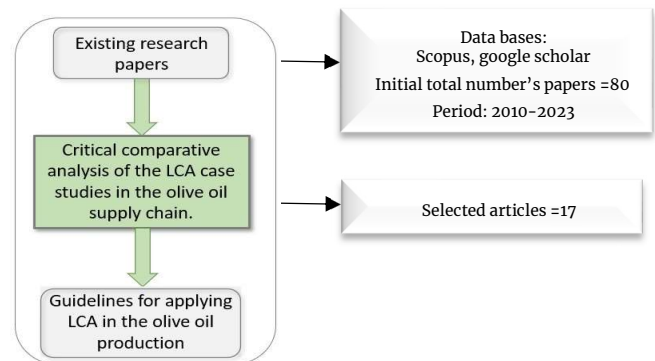 Existing research
papers
Data bases:
Scopus, google scholar
Initial total number's papers =80
Period: 2010-2023
Critical comparative
analysis of the LCA case
studies in the olive oil
supply chain.
Selected articles =17
Guidelines for applying
LCA in the olive oil
production